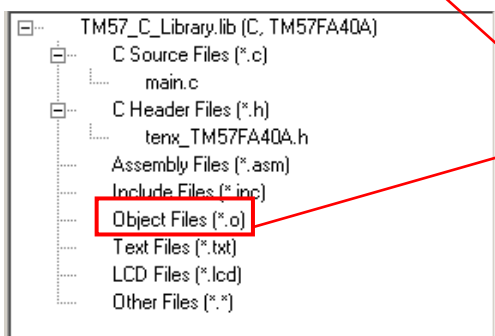 TM57_C_Library.lib (C, TM57FA40A)
C Source Files (*.c)
main.c
C Header Files (*.h)
tenx_TM57FA40A.h
Assembly Files (*.asm)
Include Files (*.inc)
Object Files (*.o)
Text Files (*.txt)
LCD Files (*.lcd)
Other Files (*.*)